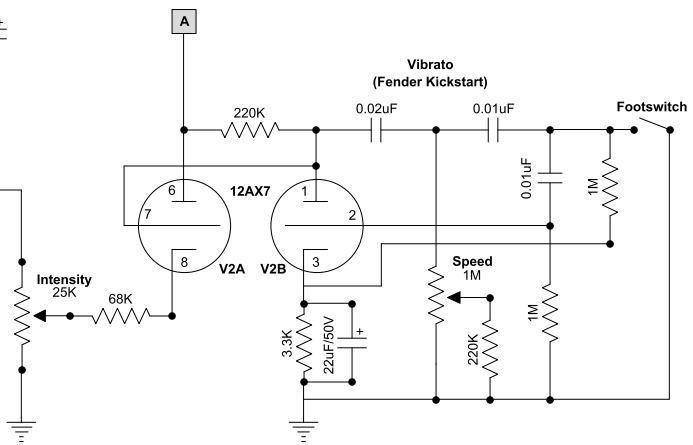 A
Vibrato
(Fender Kickstart)
220K
0.02uF
0.01uF
Footswitch
0.01uF
1M
6
12AX7
1
7
2
8
V2A
V2B
3
Intensity
25K
68K
Speed
1M
3.3K
22uF/50V
+
220K
1M